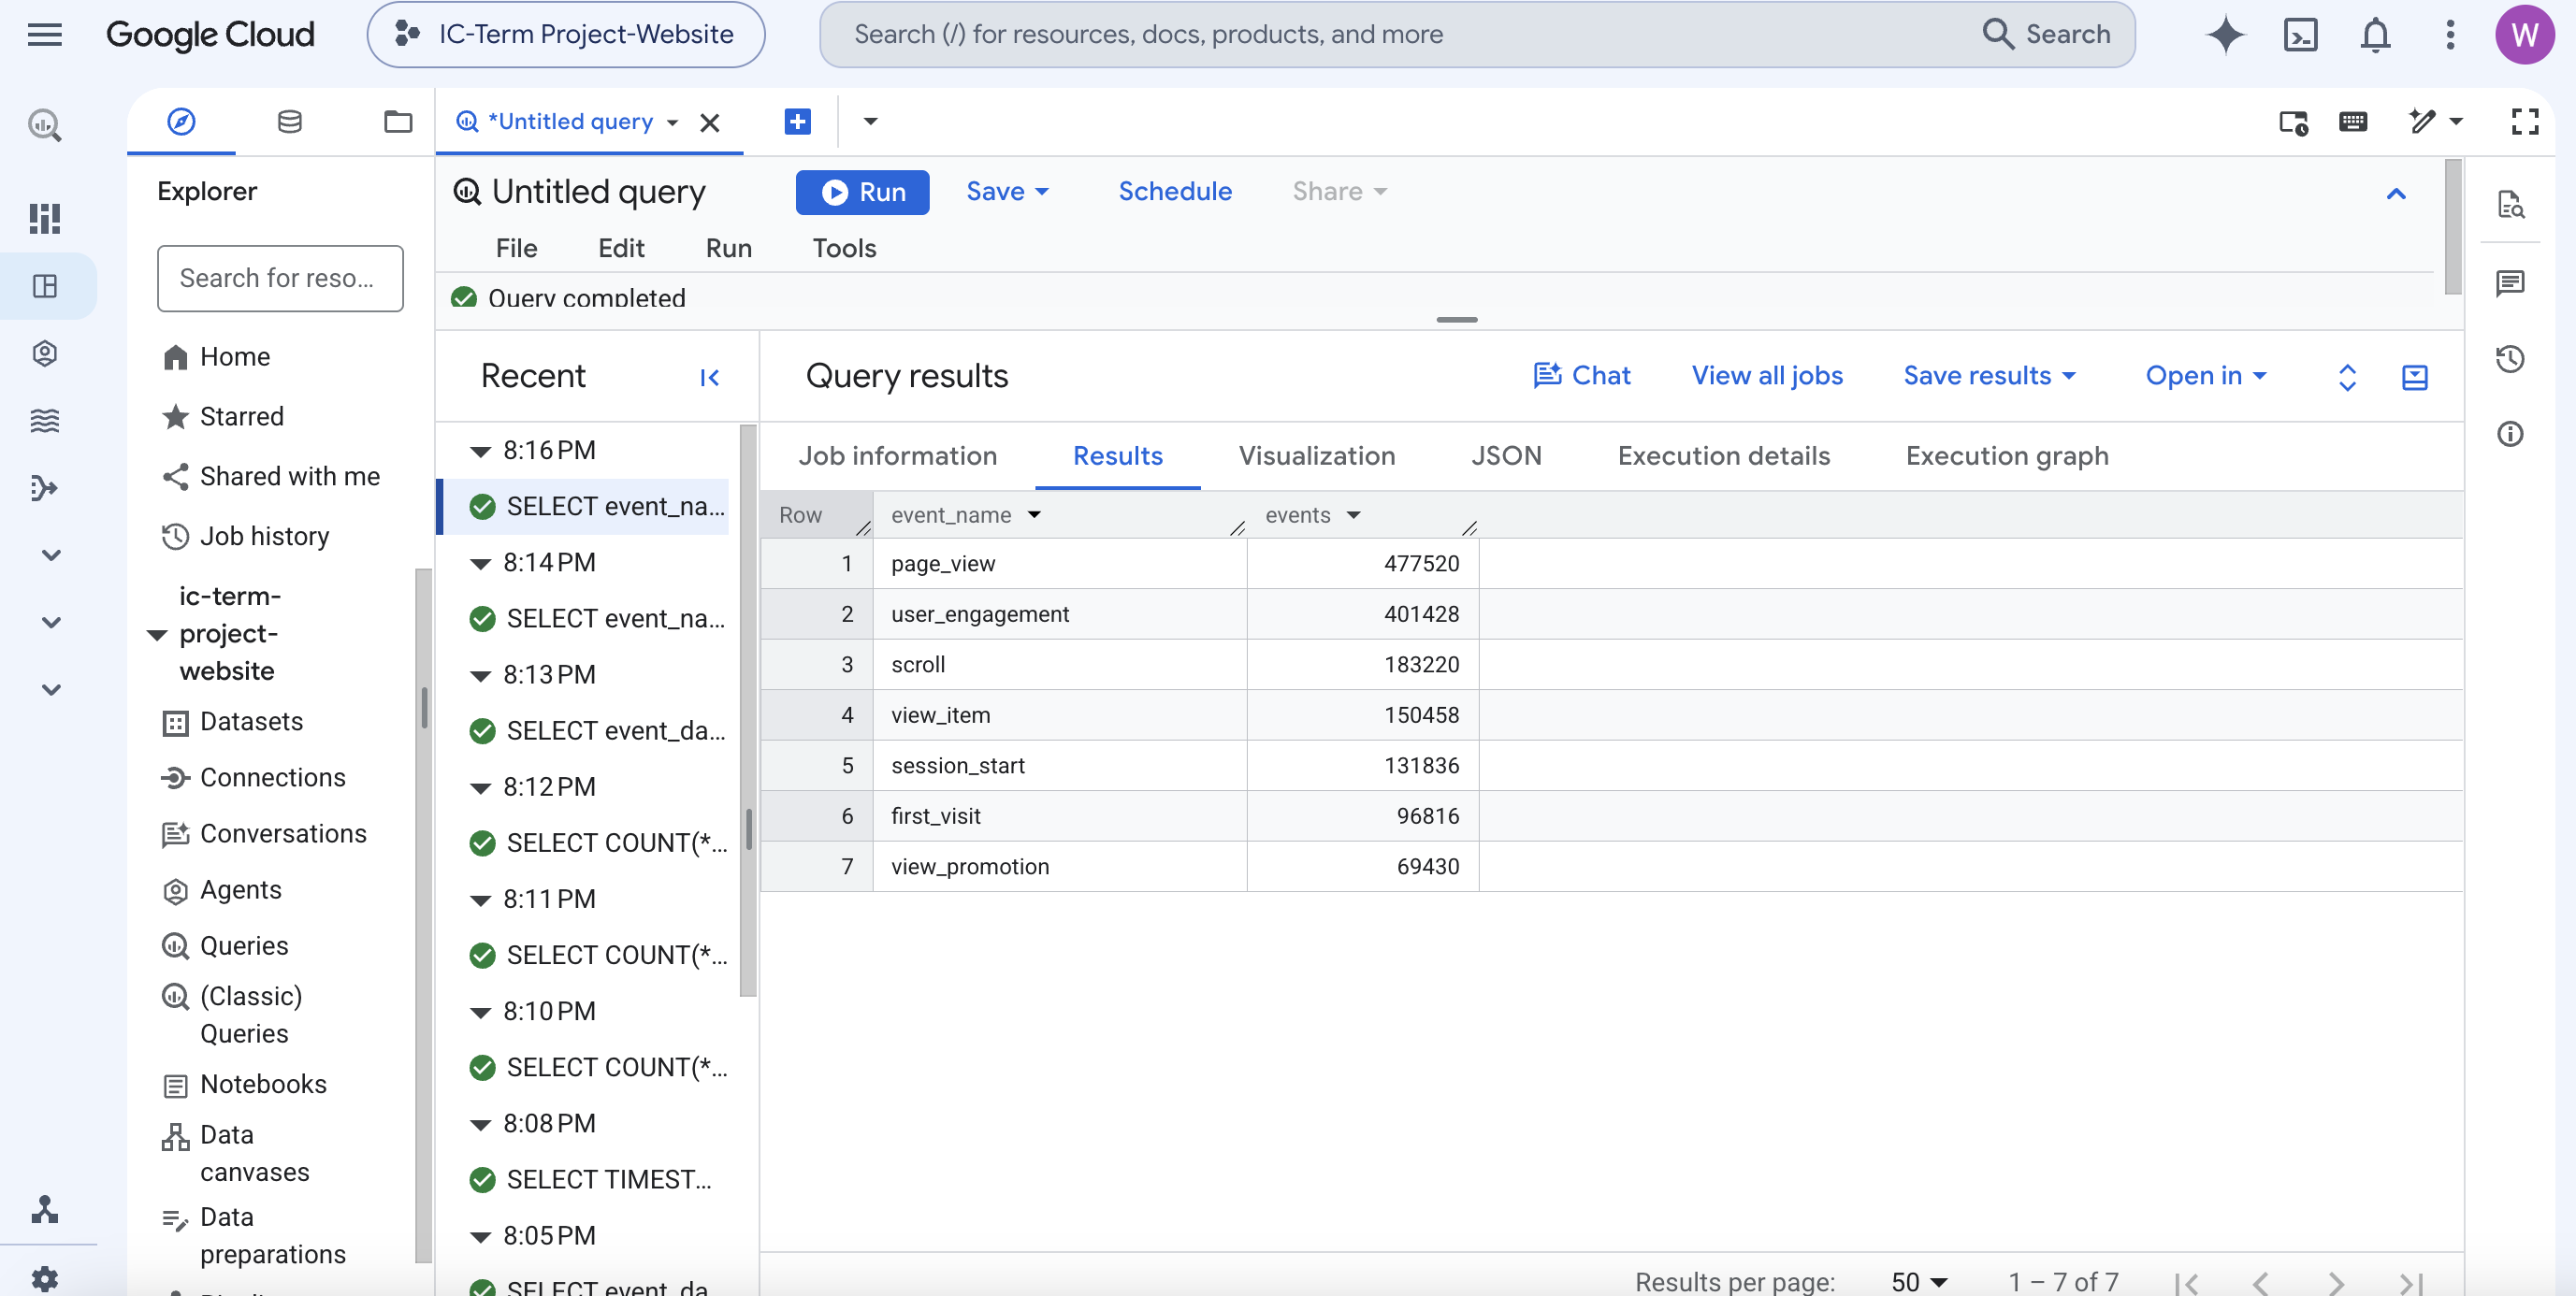 Google Cloud
IC-Term Project-Website
Search (/) for resources, docs, products, and more
Search
W
*Untitled query
Explorer
Search for reso...
Home
Starred
Shared with me
Job history
ic-term-
project-
website
Datasets
Connections
Conversations
Agents
Queries
(Classic)
Queries
Notebooks
Data
canvases
Data
preparations
Untitled query
Run
Save
Schedule
Share
File
Edit
Run
Tools
Query completed
Recent
8:16 PM
SELECT event_na...
8:14 PM
SELECT event_na...
8:13 PM
SELECT event_da...
8:12 PM
SELECT COUNT(*...
8:11 PM
SELECT COUNT(*...
8:10 PM
SELECT COUNT(*...
8:08 PM
SELECT TIMEST...
8:05 PM
SELECT event_da
Query results
Chat
View all jobs
Save results
Open in
Job information
Results
Visualization
JSON
Execution details
Execution graph
Row event_name events
1 page_view 477520
2 user_engagement 401428
3 scroll 183220
4 view_item 150458
5 session_start 131836
6 first_visit 96816
7 view_promotion 69430
Results per page: 50 1 – 7 of 7